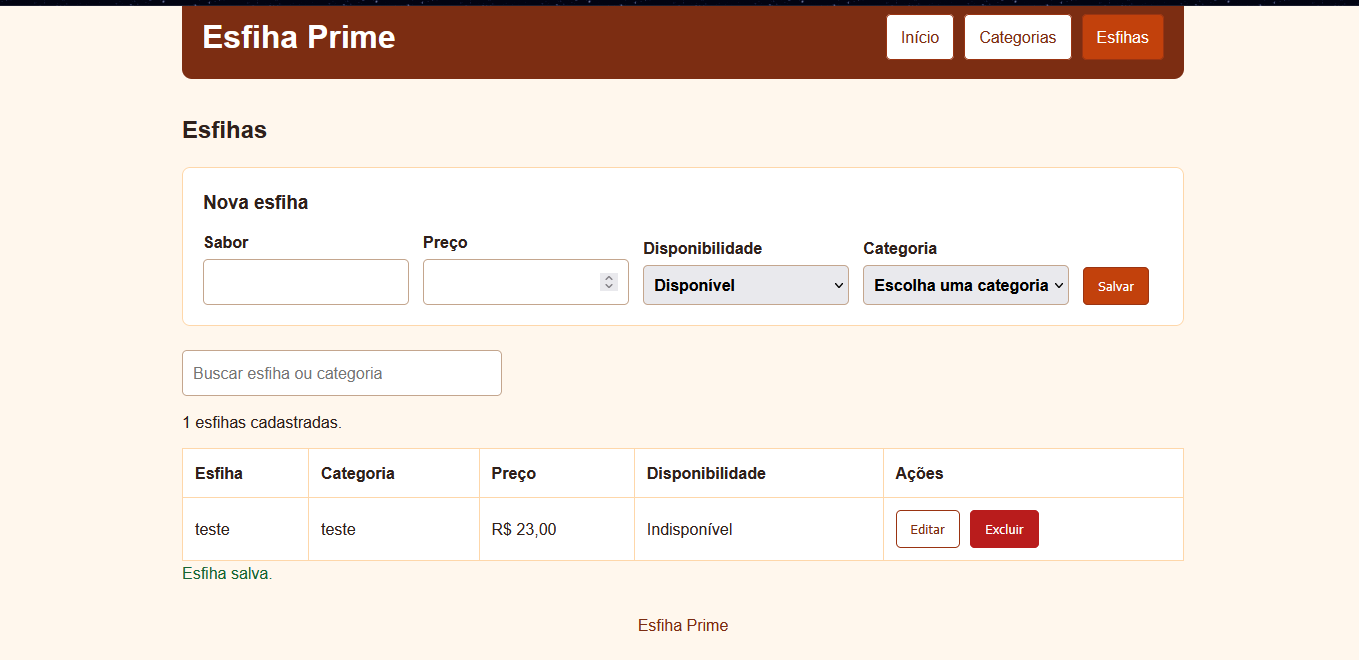 Esfiha Prime
Início Categorias Esfihas
Esfihas
Nova esfiha
Sabor Preço Disponibilidade Categoria
Disponível Escolha uma categoria Salvar
Buscar esfiha ou categoria
1 esfihas cadastradas.
Esfiha Categoria Preço Disponibilidade Ações
teste teste R$ 23,00 Indisponível Editar Excluir
Esfiha salva.
Esfiha Prime